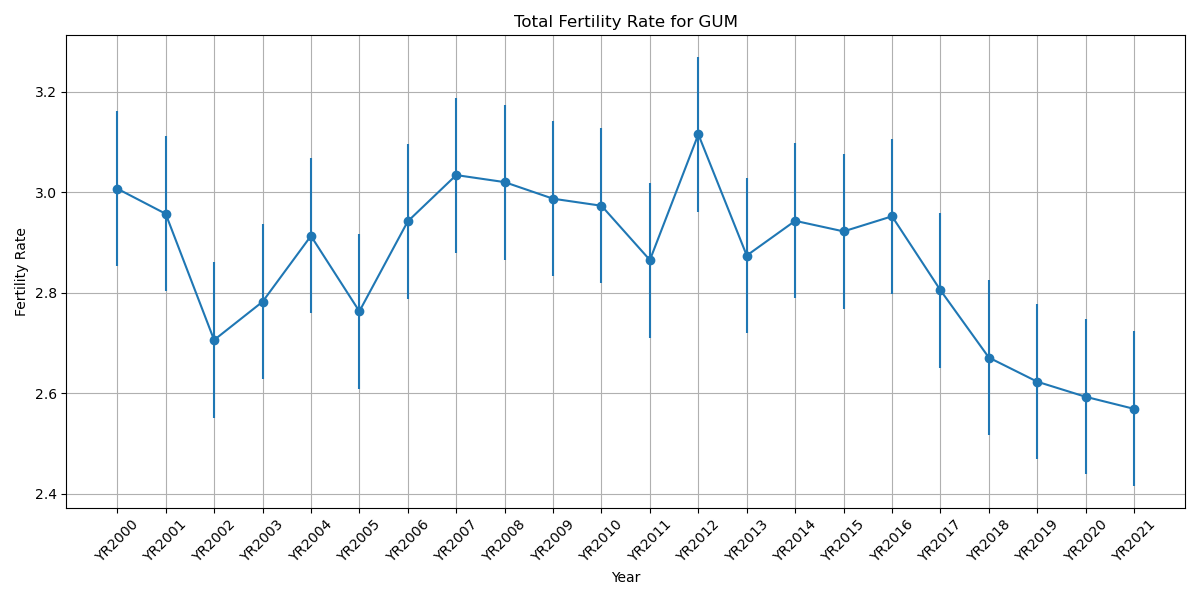 Total Fertility Rate for GUM
Fertility Rate
3.2
3.0
2.8
2.6
2.4
YR2000
YR2001
YR2002
YR2003
YR2004
YR2005
YR2006
YR2007
YR2008
YR2009
YR2010
YR2011
YR2012
YR2013
YR2014
YR2015
YR2016
YR2017
YR2018
YR2019
YR2020
YR2021
Year